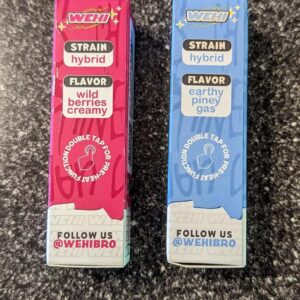 WEHI
STRAIN
hybrid
FLAVOR
wild
berries
creamy
DOUBLE TAP FOR PRE-HEAT FUNCTION
FOLLOW US
@WEHIBRO
WEHI
STRAIN
hybrid
FLAVOR
earthy
piney
gas
DOUBLE TAP FOR PRE-HEAT FUNCTION
FOLLOW US
@WEHIBRO